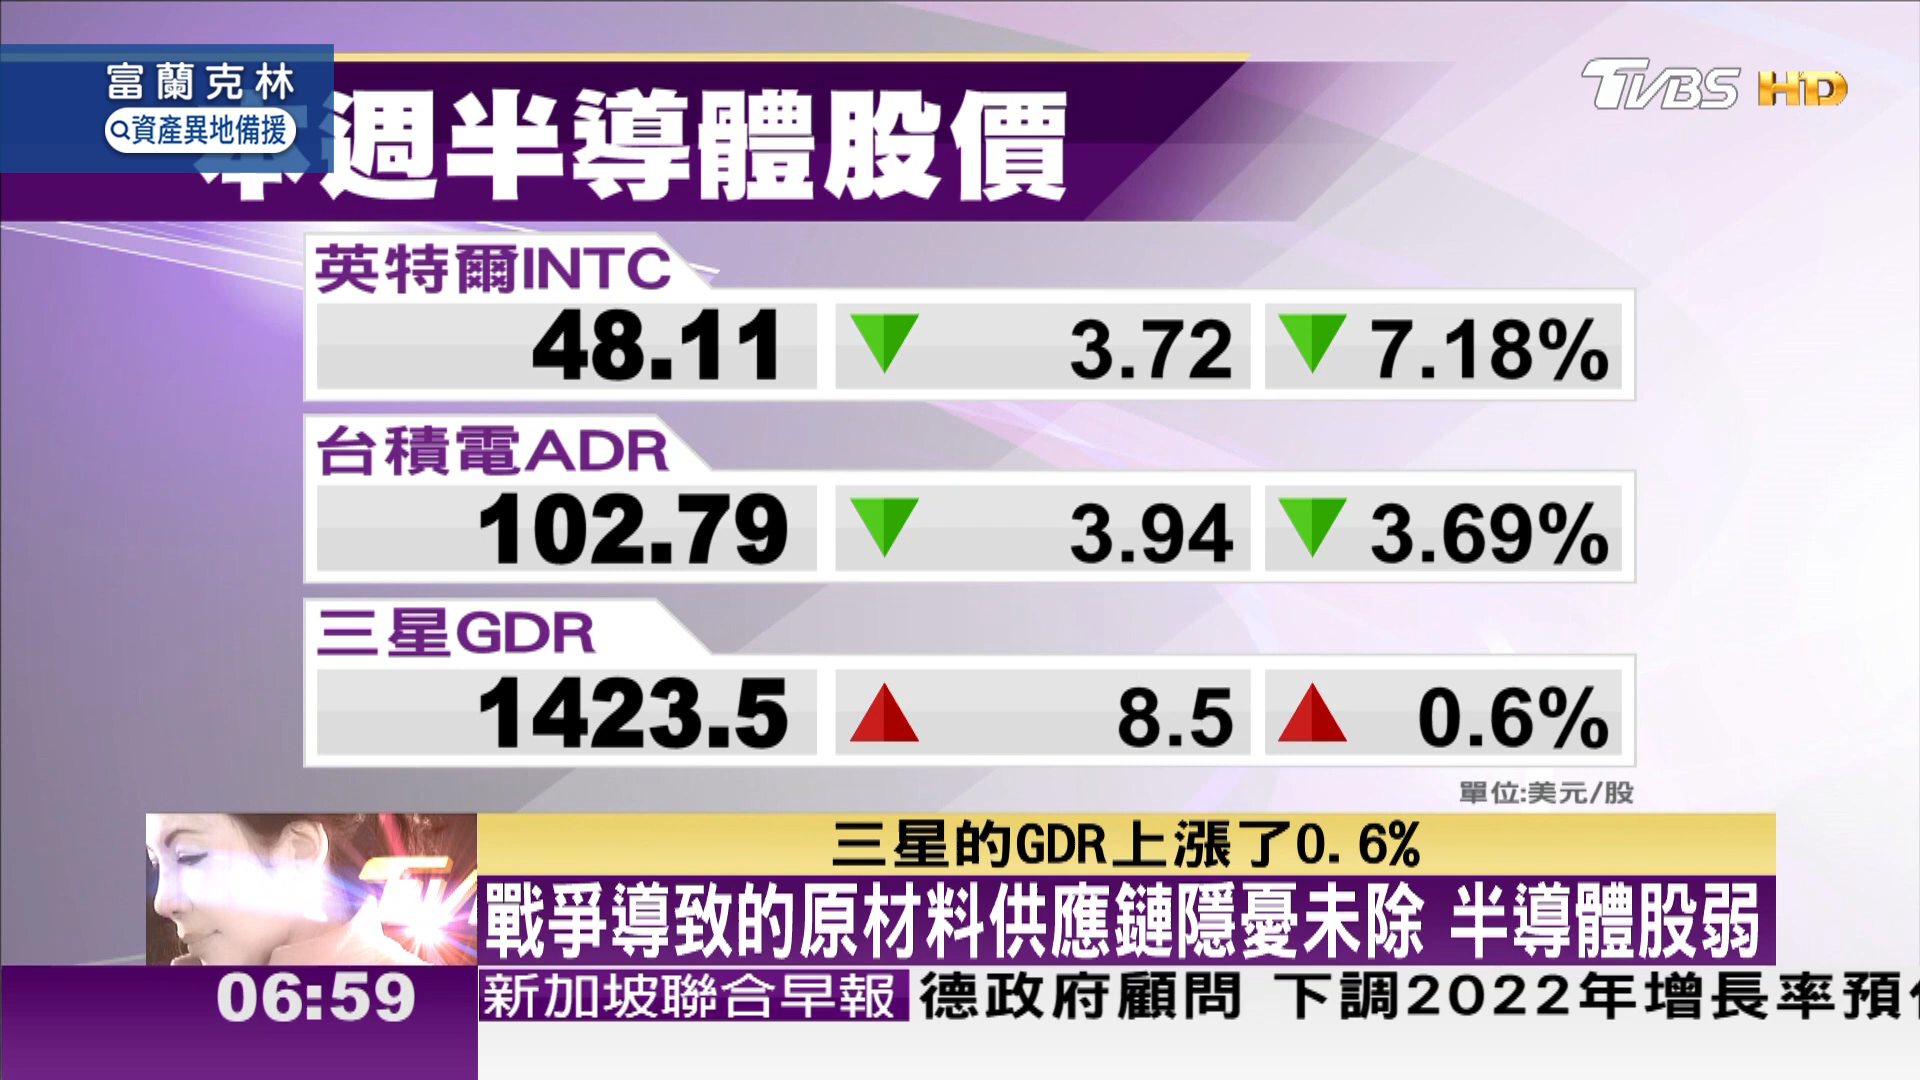 富蘭克林
資產異地備援
TVBS HD
本週半導體股價
英特爾INTC
48.11 ▼ 3.72 ▼ 7.18%
台積電ADR
102.79 ▼ 3.94 ▼ 3.69%
三星GDR
1423.5 ▲ 8.5 ▲ 0.6%
單位:美元/股
三星的GDR上漲了0.6%
戰爭導致的原材料供應鏈隱憂未除 半導體股弱
06:59 新加坡聯合早報 德政府顧問 下調2022年增長率預